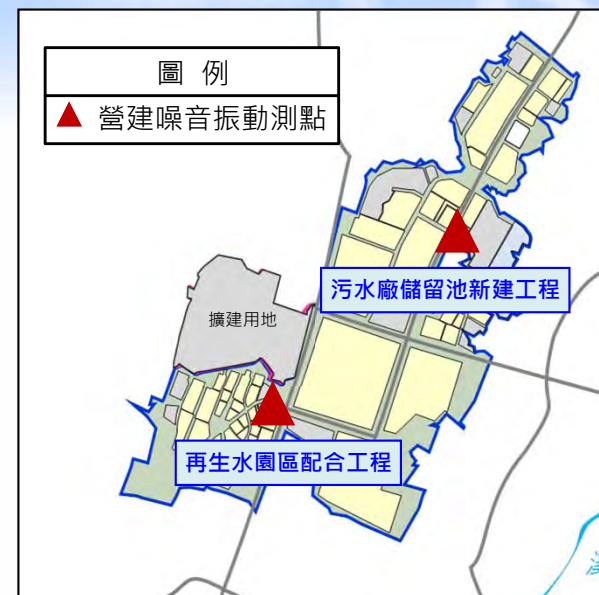 圖 例
營建噪音振動測點
污水廠儲留池新建工程
擴建用地
再生水園區配合工程